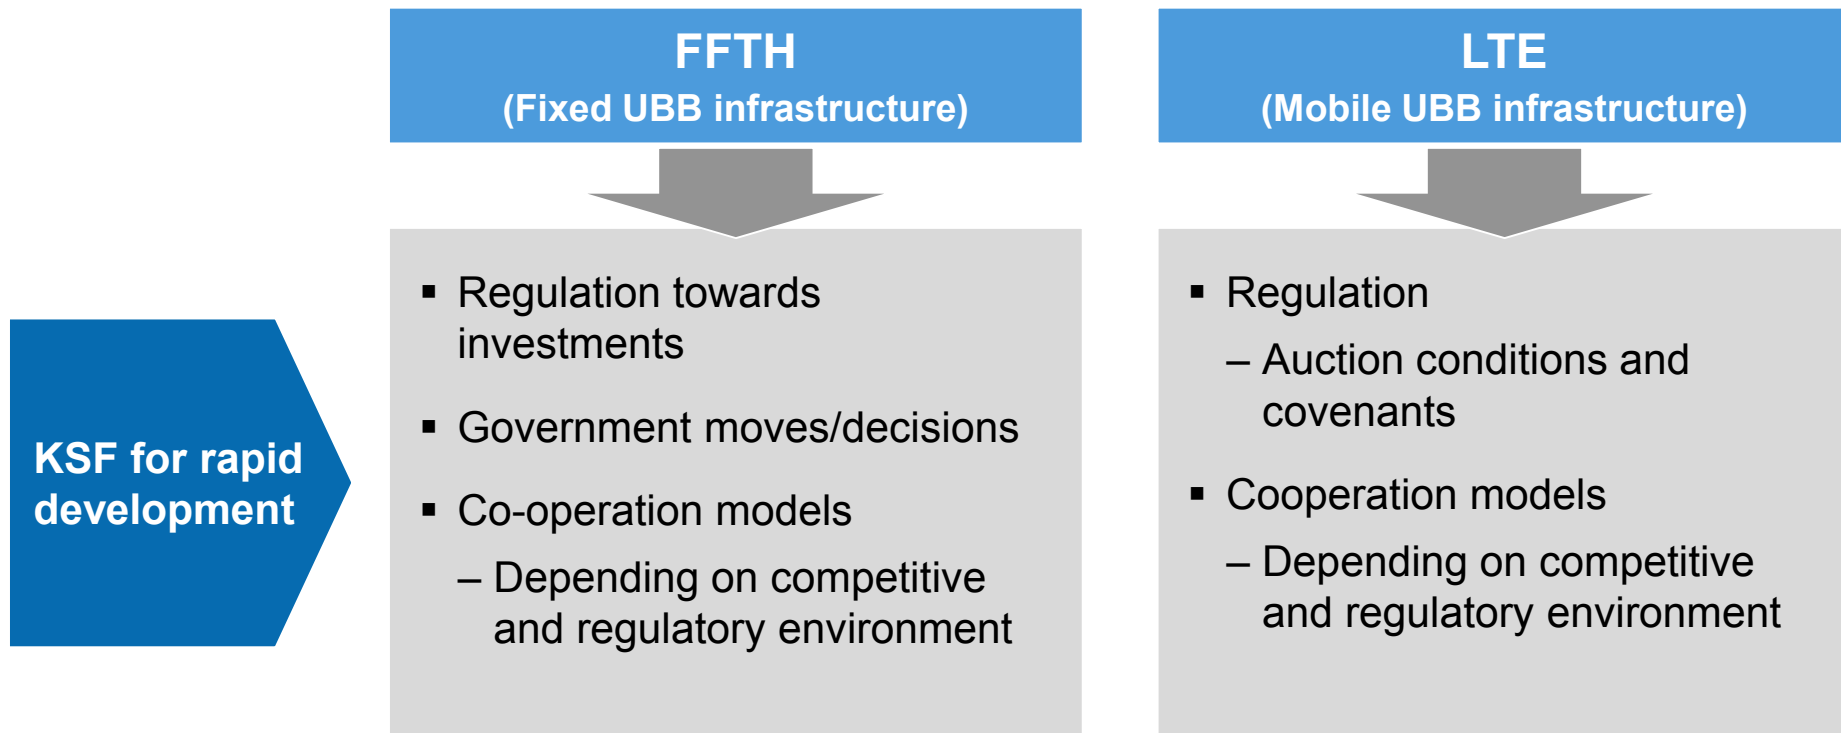 FFTH
(Fixed UBB infrastructure)
LTE
(Mobile UBB infrastructure)
KSF for rapid
development
▪ Regulation towards
investments
▪ Government moves/decisions
▪ Co-operation models
– Depending on competitive
and regulatory environment
▪ Regulation
– Auction conditions and
covenants
▪ Cooperation models
– Depending on competitive
and regulatory environment